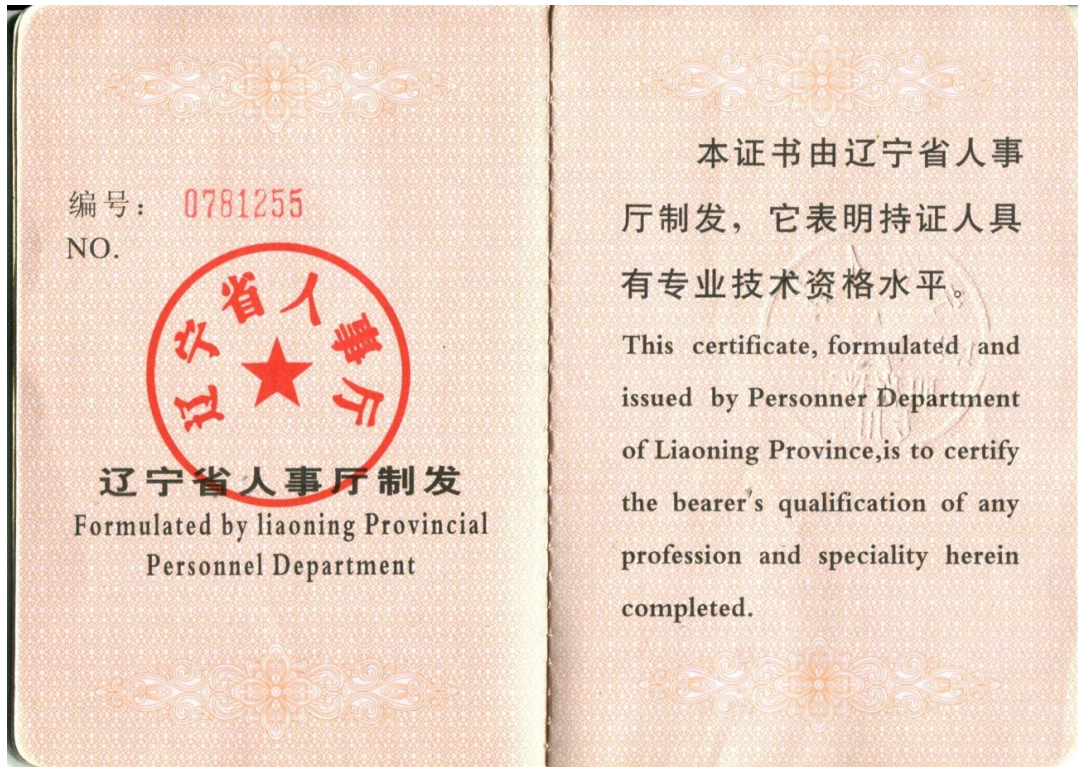 编号： 0781255
NO.
辽宁省人事厅
辽宁省人事厅制发
Formulated by liaoning Provincial
Personnel Department
本证书由辽宁省人事
厅制发，它表明持证人具
有专业技术资格水平。
This certificate, formulated and
issued by Personner Department
of Liaoning Province,is to certify
the bearer's qualification of any
profession and speciality herein
completed.